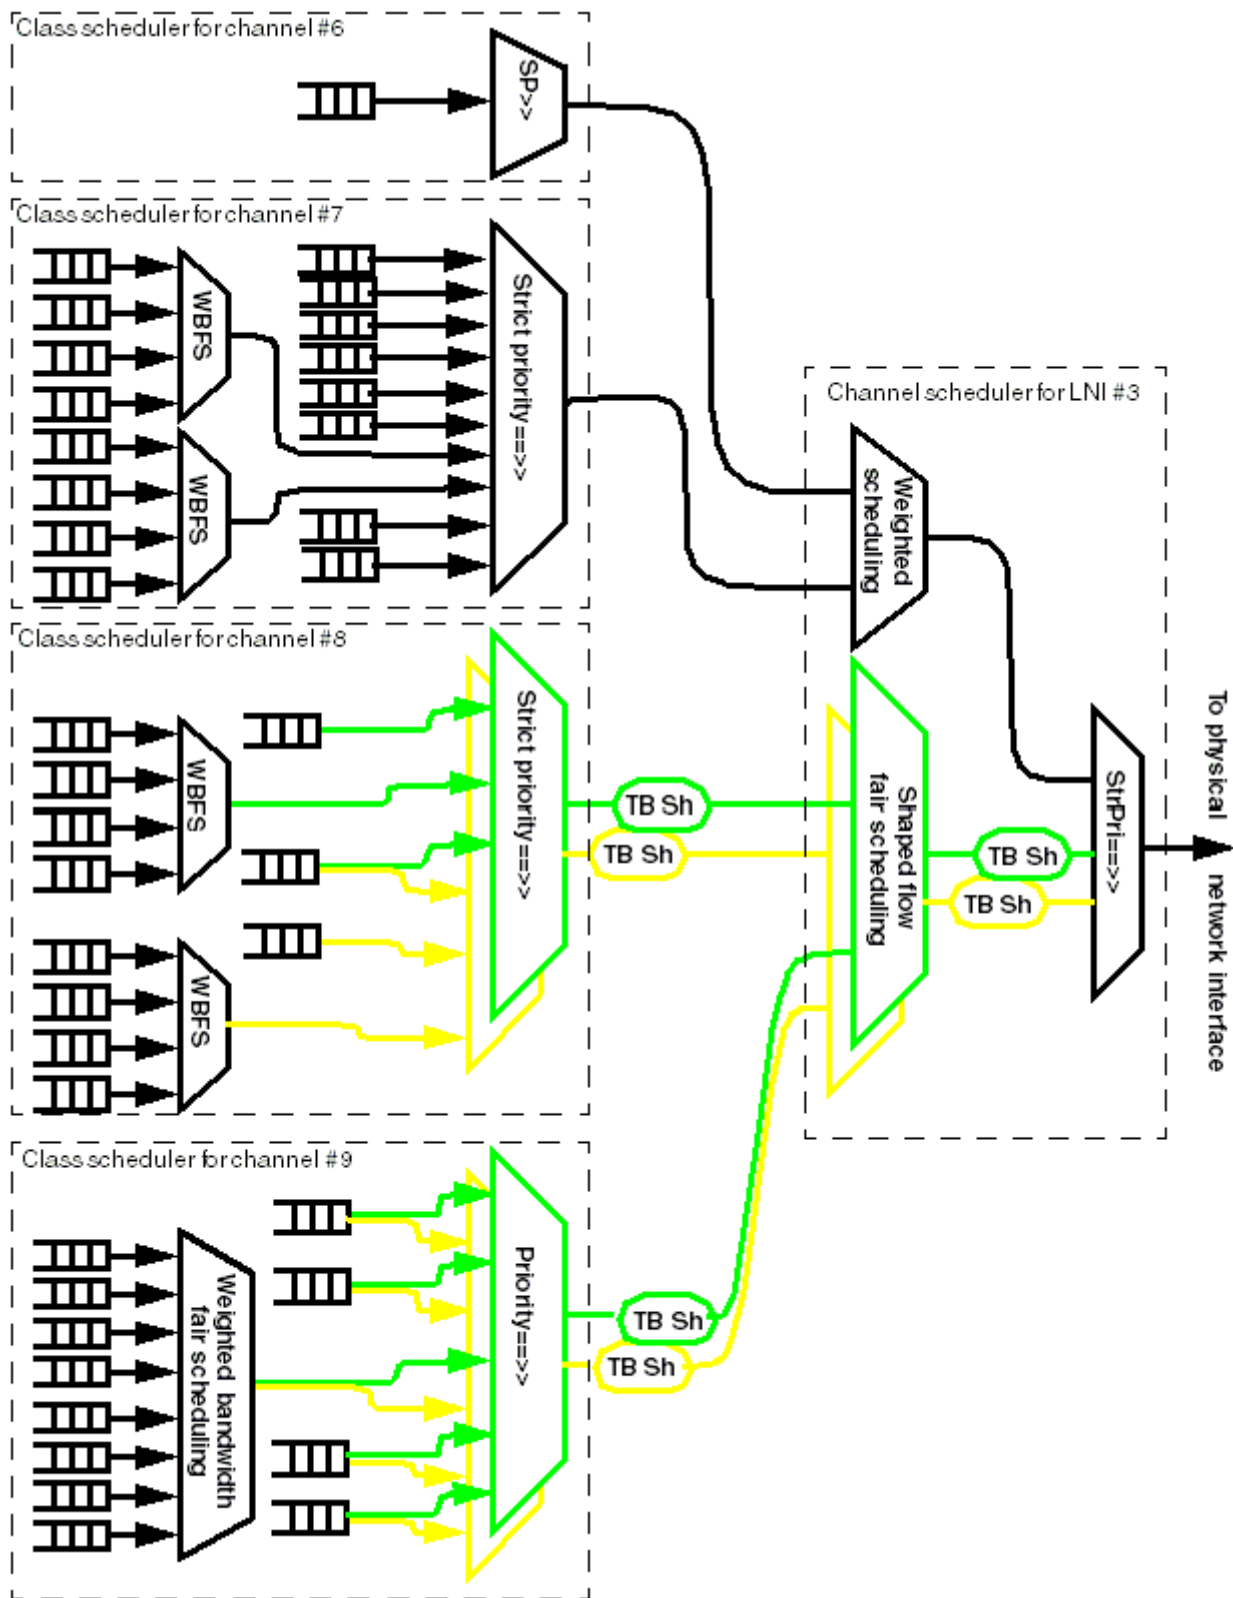 Class scheduler for channel #6
SP>>
Class scheduler for channel #7
WBFS
WBFS
Strict priority==>>
Channel scheduler for LNI #3
Weighted
scheduling
Class scheduler for channel #8
WBFS
WBFS
Strict priority==>>
TB Sh
TB Sh
Shaped flow
fair scheduling
TB Sh
TB Sh
StrPri==>>
To physical network interface
Class scheduler for channel #9
Weighted bandwidth
fair scheduling
Priority==>>
TB Sh
TB Sh